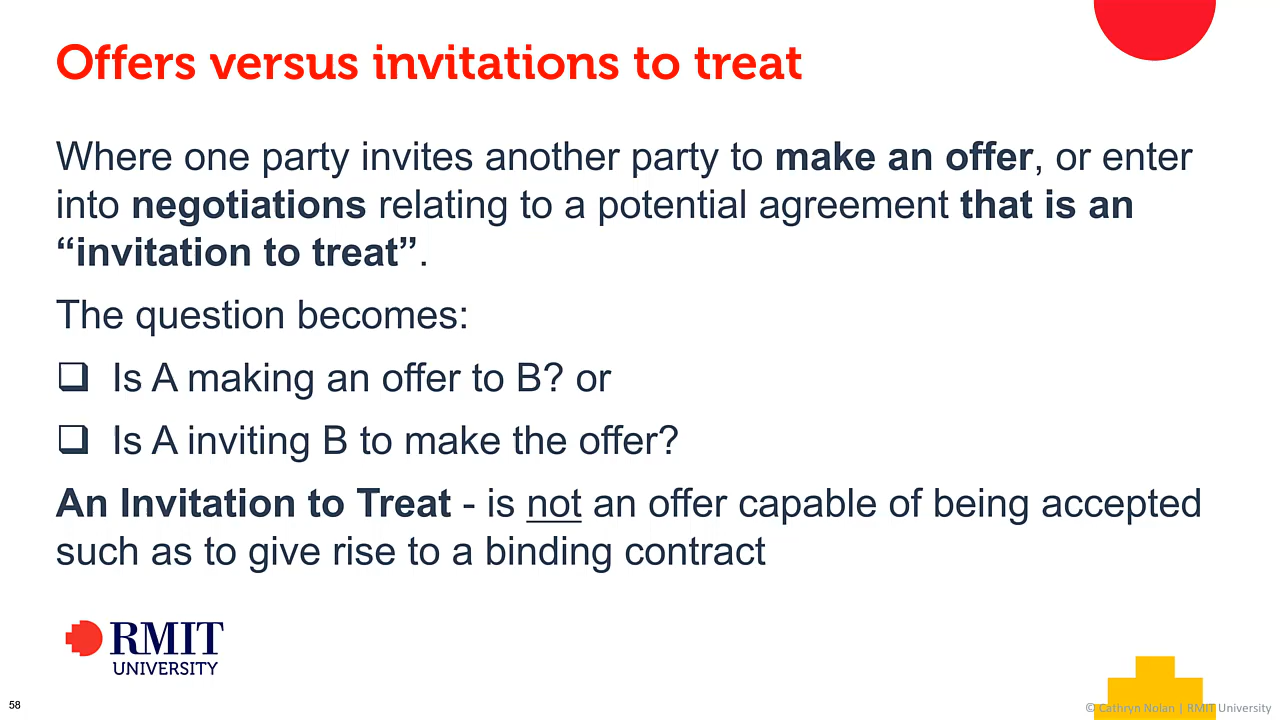 Offers versus invitations to treat
Where one party invites another party to make an offer, or enter
into negotiations relating to a potential agreement that is an
“invitation to treat”.
The question becomes:
❑ Is A making an offer to B? or
❑ Is A inviting B to make the offer?
An Invitation to Treat - is not an offer capable of being accepted
such as to give rise to a binding contract
RMIT
UNIVERSITY
58
© Cathryn Nolan | RMIT University